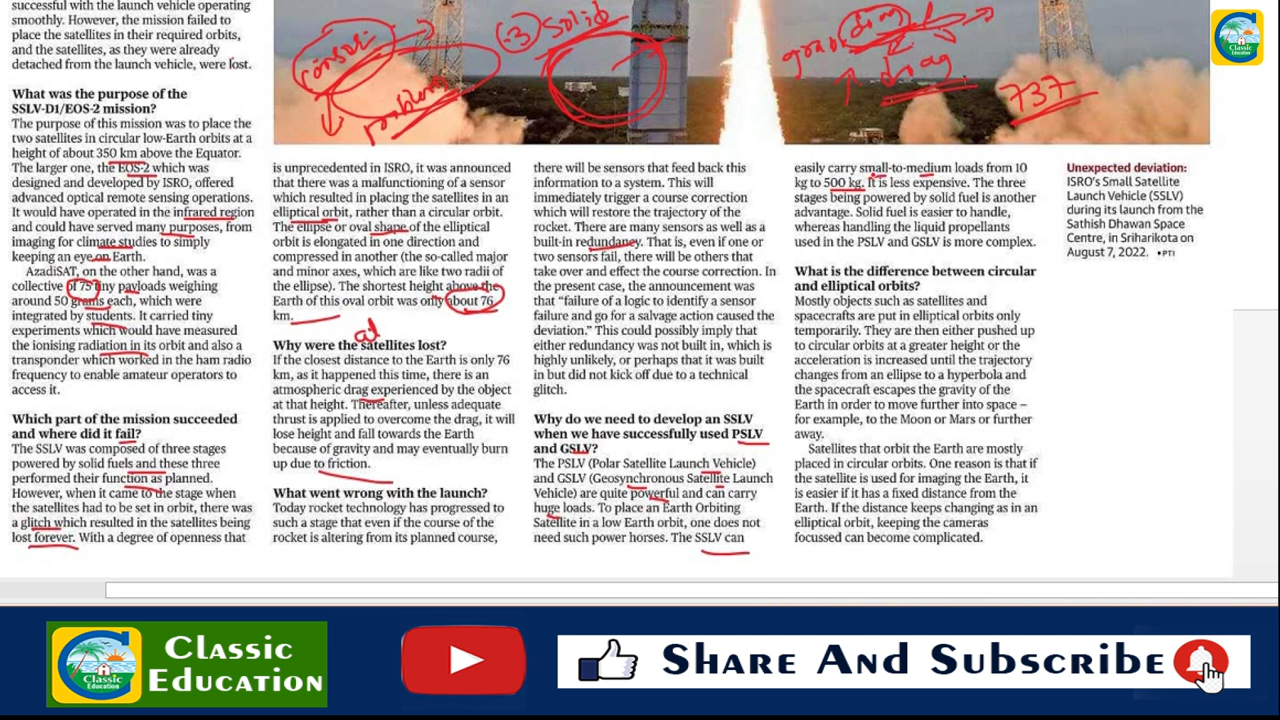 successful with the launch vehicle operating
smoothly. However, the mission failed to
place the satellites in their required orbits,
and the satellites, as they were already
detached from the launch vehicle, were lost.
What was the purpose of the
SSLV-D1/EOS-2 mission?
The purpose of this mission was to place the
two satellites in circular low-Earth orbits at a
height of about 350 km above the Equator.
The larger one, the EOS-2 which was
designed and developed by ISRO, offered
advanced optical remote sensing operations.
It would have operated in the infrared region
and could have served many purposes, from
imaging for climate studies to simply
keeping an eye on Earth.
AzadiSAT, on the other hand, was a
collective of 75 tiny payloads weighing
around 50 grams each, which were
integrated by students. It carried tiny
experiments which would have measured
the ionising radiation in its orbit and also a
transponder which worked in the ham radio
frequency to enable amateur operators to
access it.
Which part of the mission succeeded
and where did it fail?
The SSLV was composed of three stages
powered by solid fuels and these three
performed their function as planned.
However, when it came to the stage when
the satellites had to be set in orbit, there was
a glitch which resulted in the satellites being
lost forever. With a degree of openness that
is unprecedented in ISRO, it was announced
that there was a malfunctioning of a sensor
which resulted in placing the satellites in an
elliptical orbit, rather than a circular orbit.
The ellipse or oval shape of the elliptical
orbit is elongated in one direction and
compressed in another (the so-called major
and minor axes, which are like two radii of
the ellipse). The shortest height above the
Earth of this oval orbit was only about 76
km.
Why were the satellites lost?
If the closest distance to the Earth is only 76
km, as it happened this time, there is an
atmospheric drag experienced by the object
at that height. Thereafter, unless adequate
thrust is applied to overcome the drag, it will
lose height and fall towards the Earth
because of gravity and may eventually burn
up due to friction.
What went wrong with the launch?
Today rocket technology has progressed to
such a stage that even if the course of the
rocket is altering from its planned course,
there will be sensors that feed back this
information to a system. This will
immediately trigger a course correction
which will restore the trajectory of the
rocket. There are many sensors as well as a
built-in redundancy. That is, even if one or
two sensors fail, there will be others that
take over and effect the course correction. In
the present case, the announcement was
that “failure of a logic to identify a sensor
failure and go for a salvage action caused the
deviation.” This could possibly imply that
either redundancy was not built in, which is
highly unlikely, or perhaps that it was built
in but did not kick off due to a technical
glitch.
Why do we need to develop an SSLV
when we have successfully used PSLV
and GSLV?
The PSLV (Polar Satellite Launch Vehicle)
and GSLV (Geosynchronous Satellite Launch
Vehicle) are quite powerful and can carry
huge loads. To place an Earth Orbiting
Satellite in a low Earth orbit, one does not
need such power horses. The SSLV can
easily carry small-to-medium loads from 10
kg to 500 kg. It is less expensive. The three
stages being powered by solid fuel is another
advantage. Solid fuel is easier to handle,
whereas handling the liquid propellants
used in the PSLV and GSLV is more complex.
What is the difference between circular
and elliptical orbits?
Mostly objects such as satellites and
spacecrafts are put in elliptical orbits only
temporarily. They are then either pushed up
to circular orbits at a greater height or the
acceleration is increased until the trajectory
changes from an ellipse to a hyperbola and
the spacecraft escapes the gravity of the
Earth in order to move further into space –
for example, to the Moon or Mars or further
away.
Satellites that orbit the Earth are mostly
placed in circular orbits. One reason is that if
the satellite is used for imaging the Earth, it
is easier if it has a fixed distance from the
Earth. If the distance keeps changing as in an
elliptical orbit, keeping the cameras
focussed can become complicated.
Unexpected deviation:
ISRO's Small Satellite
Launch Vehicle (SSLV)
during its launch from the
Sathish Dhawan Space
Centre, in Sriharikota on
August 7, 2022. •PTI
problem
(3) solid
drag
737
Classic
Education
Classic
Education
Classic
Education
Share And Subscribe